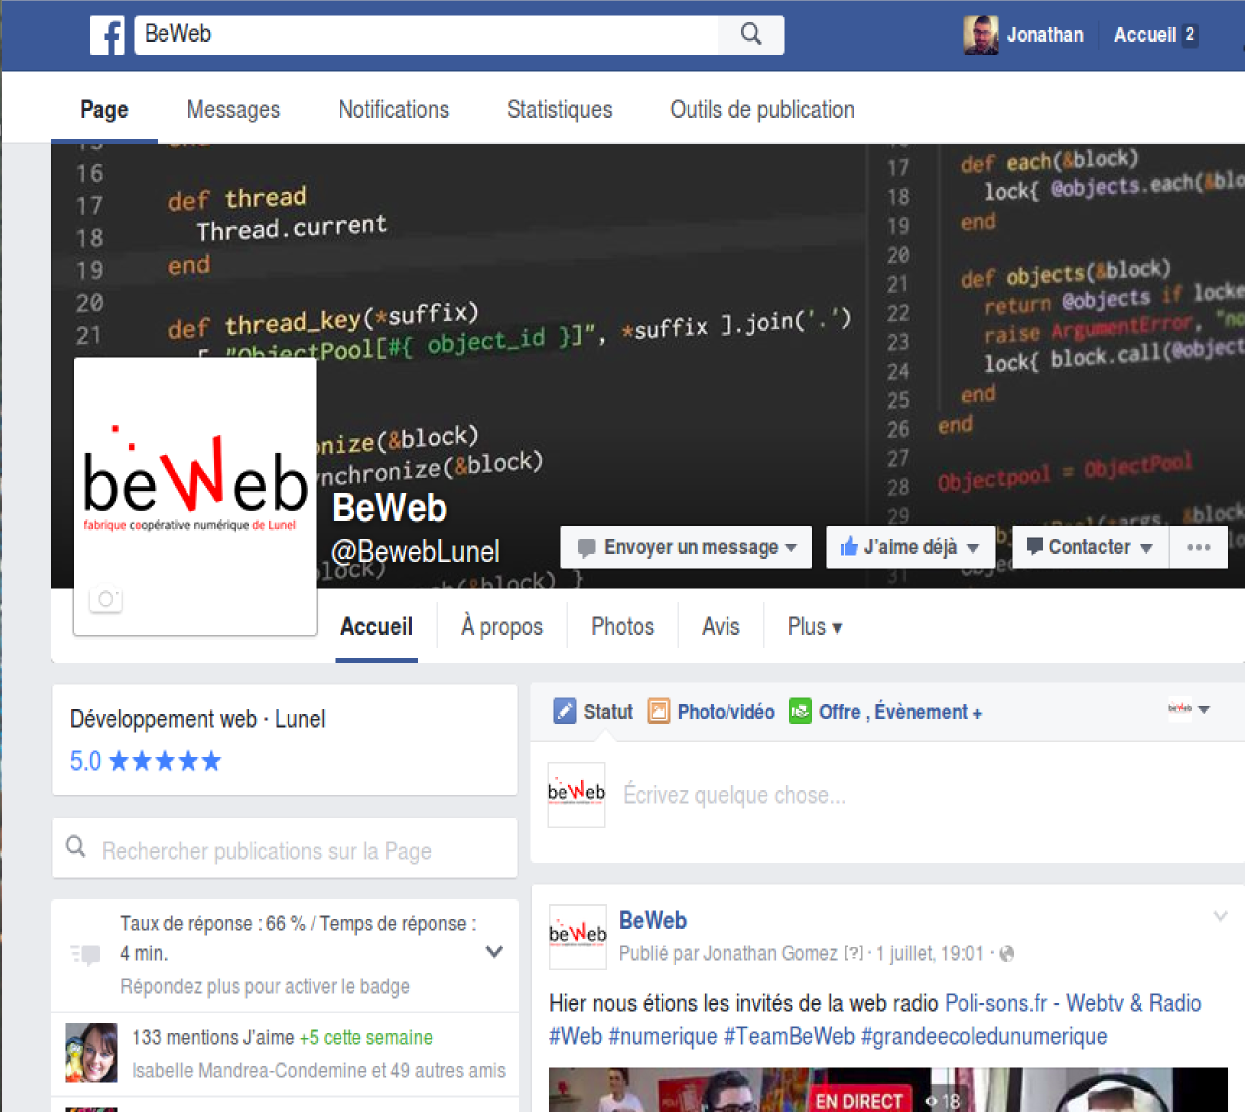 BeWeb
Jonathan
Accueil 2
Page
Messages
Notifications
Statistiques
Outils de publication
16
17 def thread
18 Thread.current
19 end
20
21 def thread_key(*suffix)
"ObjectPool[#{ object_id }]", *suffix ].join('.')
nize(&block)
nchronize(&block)
lock)
&block) }
17 def each(&block)
18 lock{ @objects.each(&blo
19 end
20
21 def objects(&block)
22 return @objects if locke
23 raise ArgumentError, "no
24 lock{ block.call(@object
25 end
26 end
27
28 Objectpool = ObjectPool
29
31
beWeb
fabrique coopérative numérique de Lunel
BeWeb
@BewebLunel
Envoyer un message
J'aime déjà
Contacter
Accueil
À propos
Photos
Avis
Plus
Développement web · Lunel
5.0
Rechercher publications sur la Page
Taux de réponse : 66 % / Temps de réponse :
4 min.
Répondez plus pour activer le badge
133 mentions J'aime +5 cette semaine
Isabelle Mandrea-Condemine et 49 autres amis
Statut
Photo/vidéo
Offre , Évènement +
beWeb
beWeb
Écrivez quelque chose...
beWeb
BeWeb
Publié par Jonathan Gomez [?] · 1 juillet, 19:01 ·
Hier nous étions les invités de la web radio Poli-sons.fr - Webtv & Radio
#Web #numerique #TeamBeWeb #grandeecoledunumerique
EN DIRECT
18